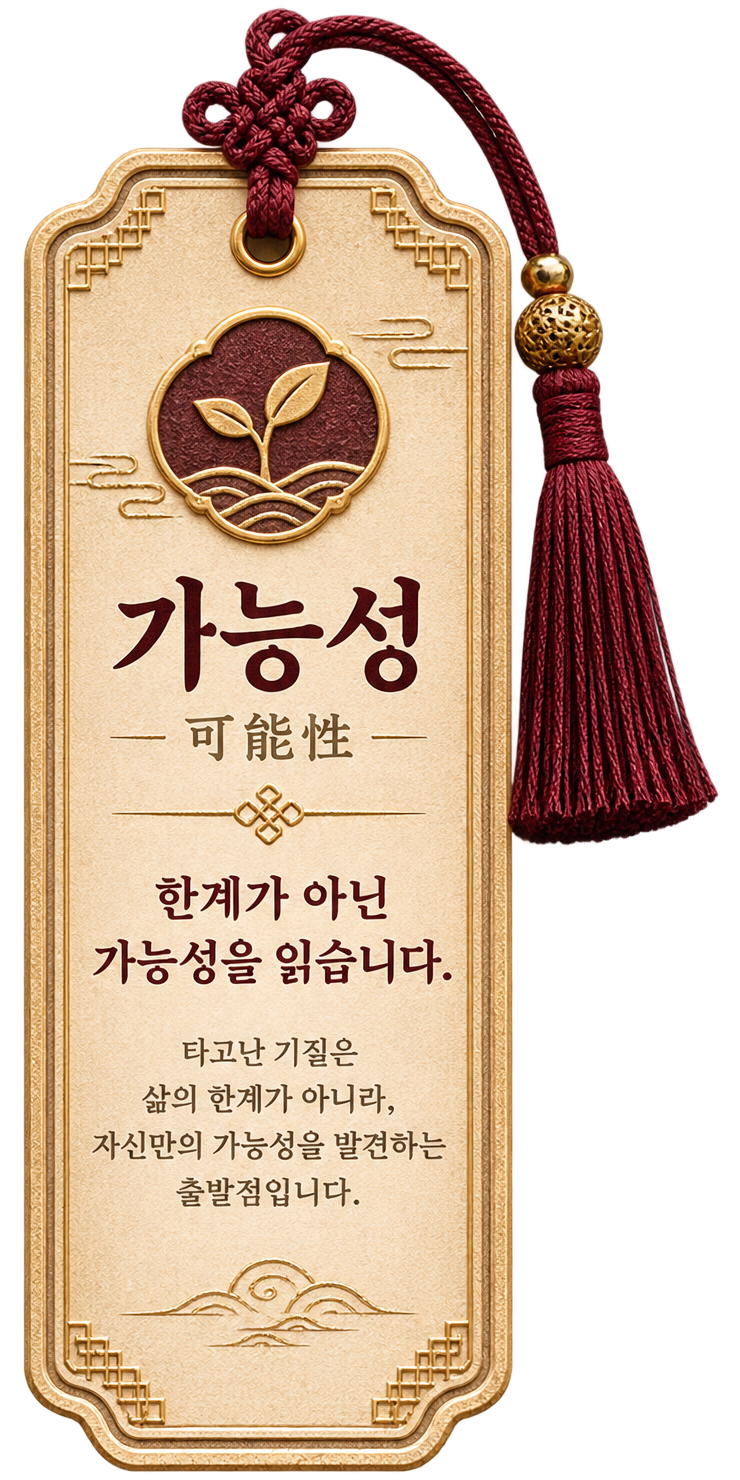 가능성
可能性
한계가 아닌
가능성을 읽습니다.
타고난 기질은
삶의 한계가 아니라,
자신만의 가능성을 발견하는
출발점입니다.